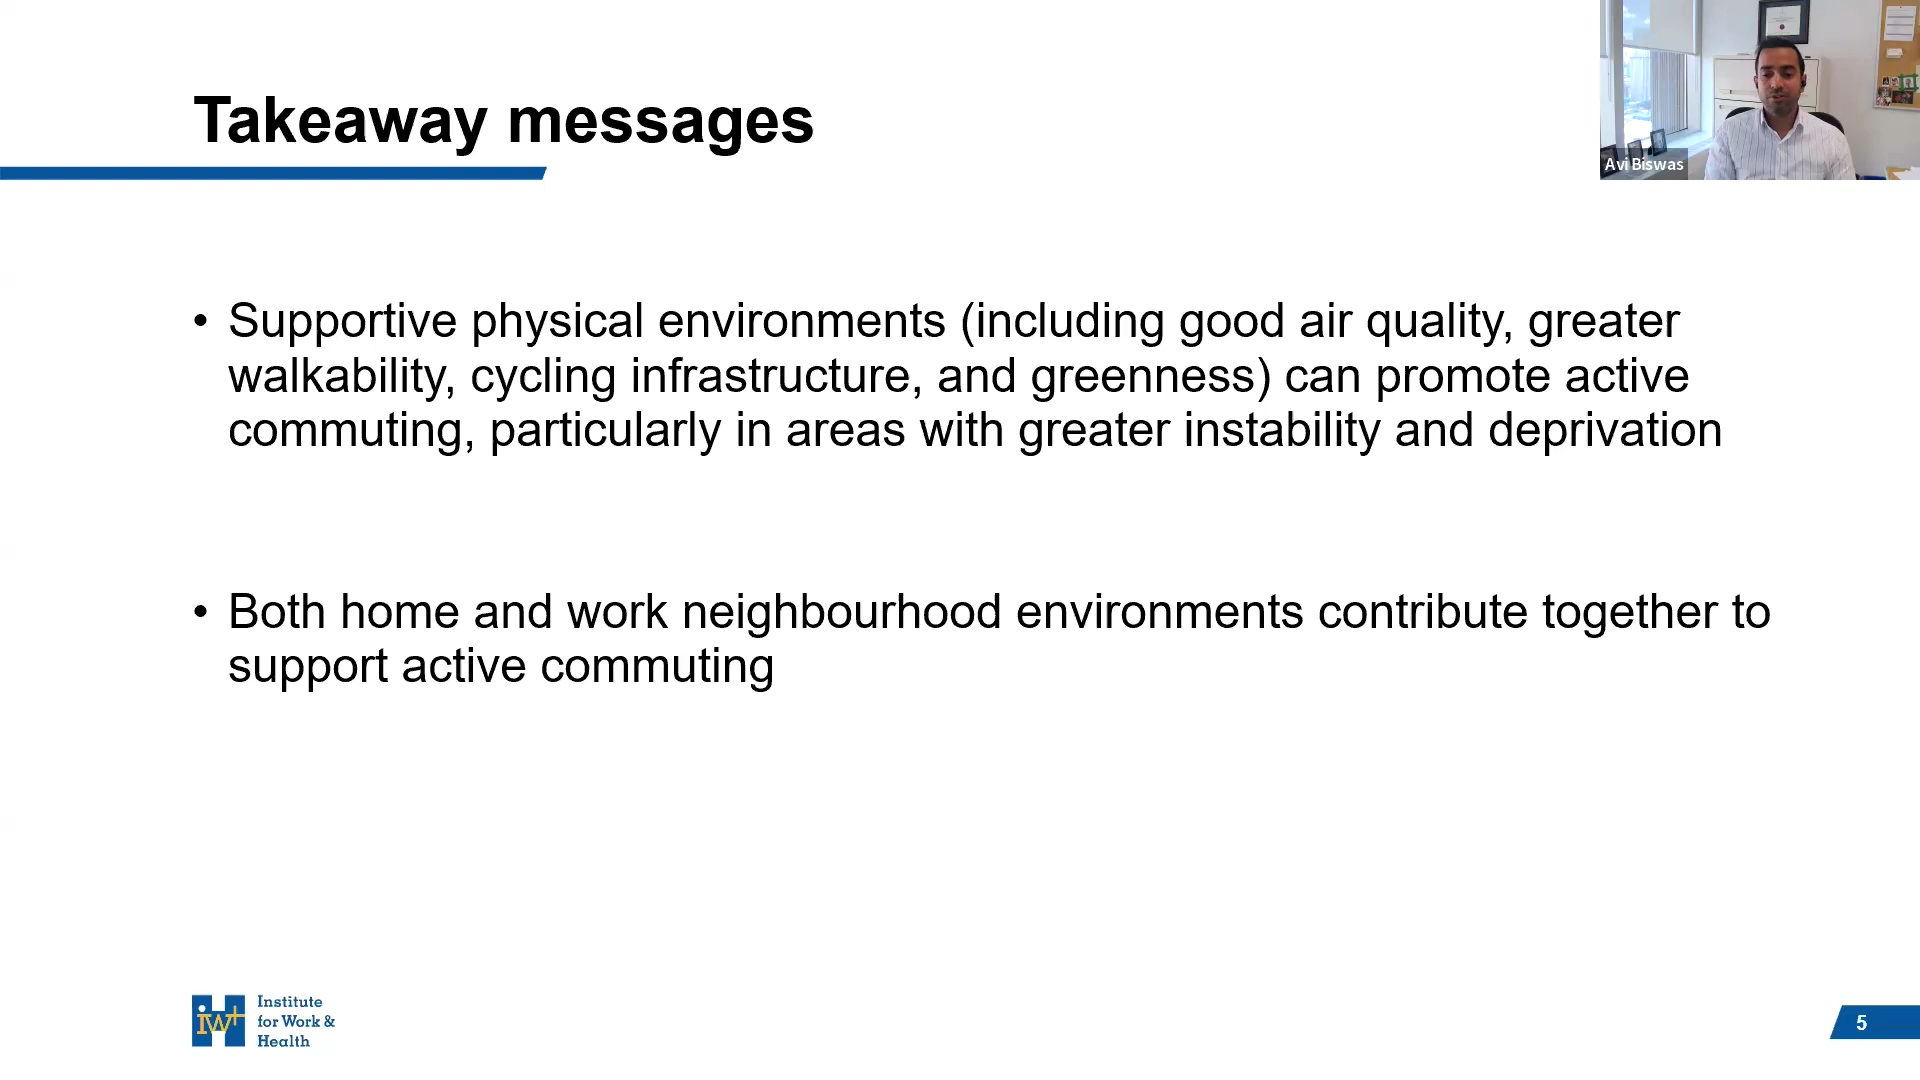 Takeaway messages
Avi Biswas
• Supportive physical environments (including good air quality, greater
walkability, cycling infrastructure, and greenness) can promote active
commuting, particularly in areas with greater instability and deprivation
• Both home and work neighbourhood environments contribute together to
support active commuting
iwH
Institute
for Work &
Health
5